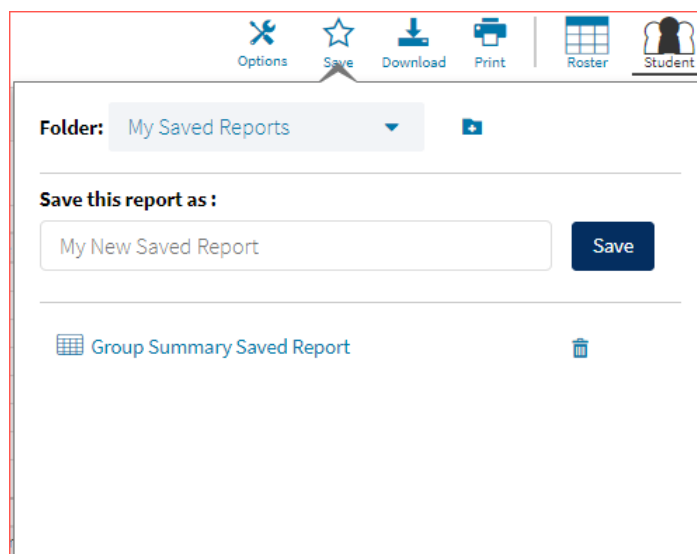 Options Save Download Print Roster Student
Folder: My Saved Reports
Save this report as :
My New Saved Report Save
Group Summary Saved Report